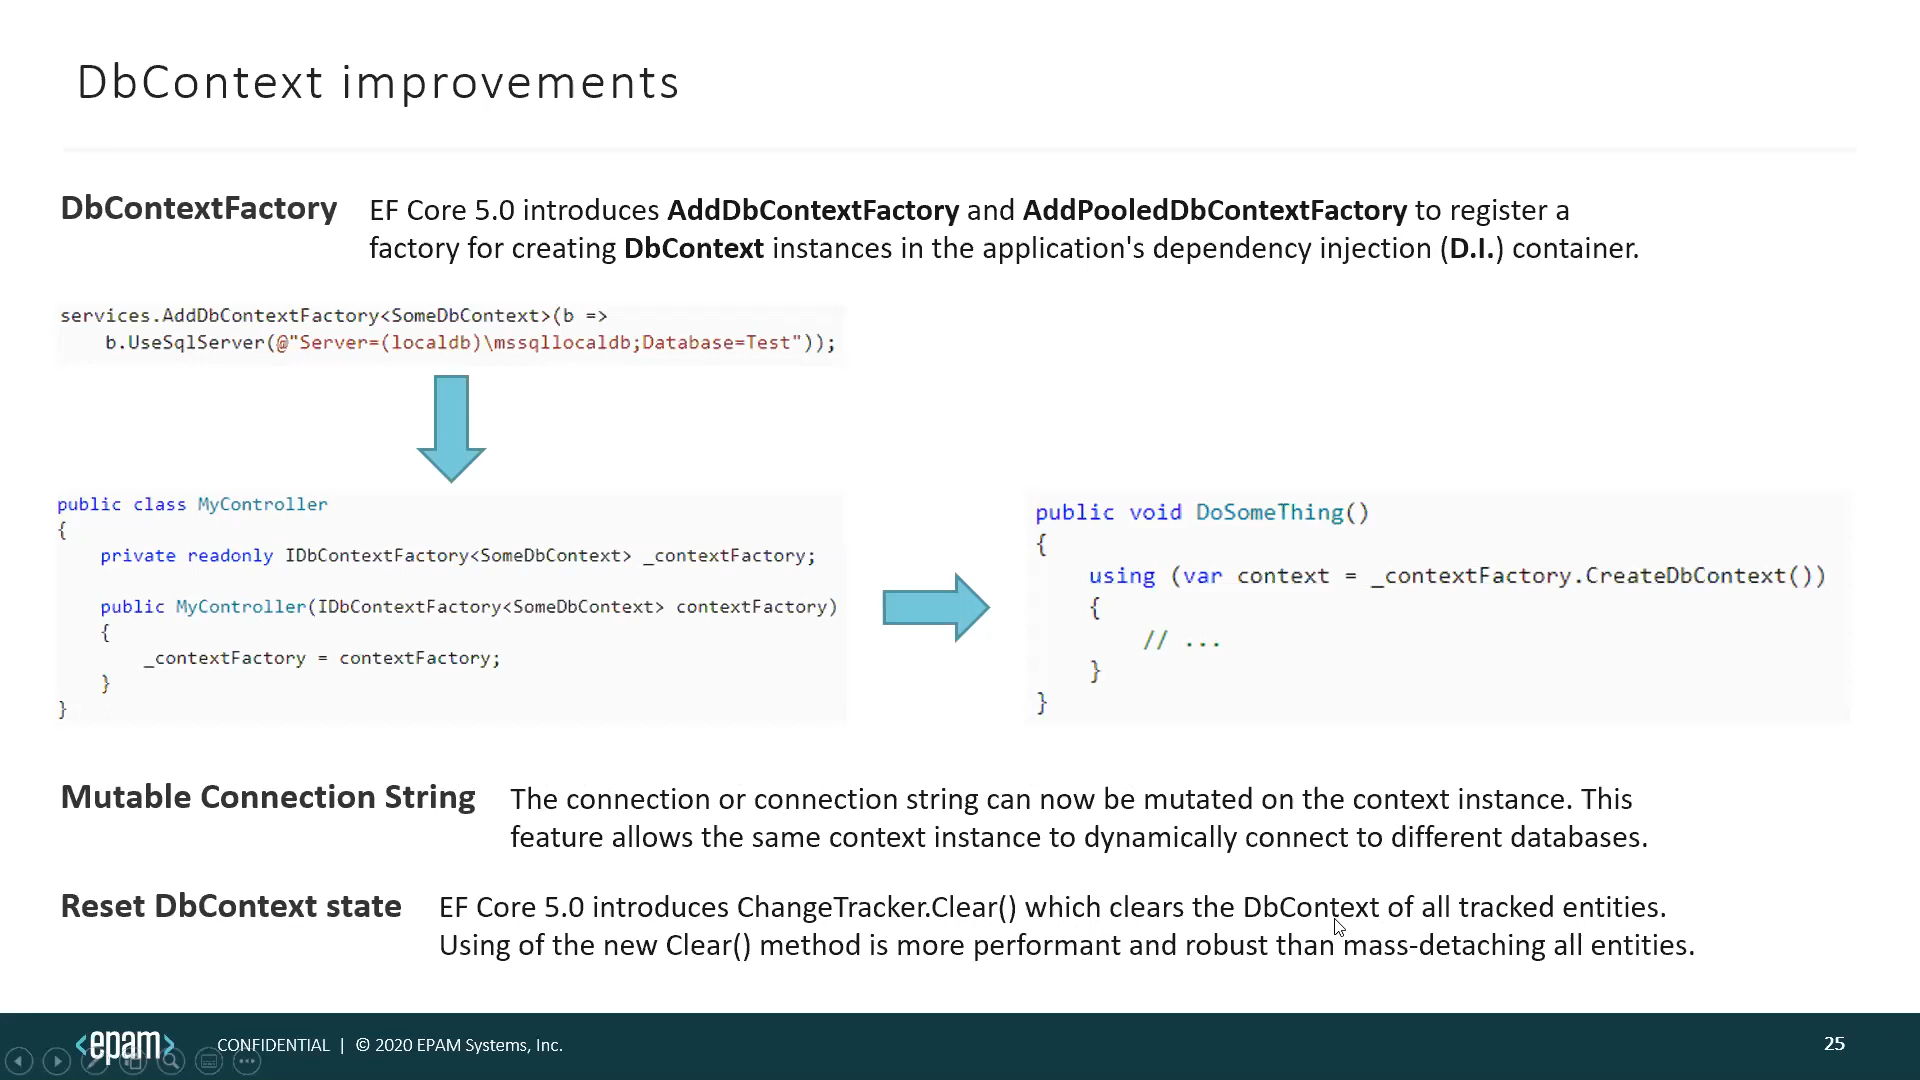 DbContext improvements
DbContextFactory
EF Core 5.0 introduces AddDbContextFactory and AddPooledDbContextFactory to register a
factory for creating DbContext instances in the application's dependency injection (D.I.) container.
services.AddDbContextFactory<SomeDbContext>(b =>
    b.UseSqlServer(@"Server=(localdb)\mssqllocaldb;Database=Test"));
public class MyController
{
    private readonly IDbContextFactory<SomeDbContext> _contextFactory;
    public MyController(IDbContextFactory<SomeDbContext> contextFactory)
    {
        _contextFactory = contextFactory;
    }
}
public void DoSomeThing()
{
    using (var context = _contextFactory.CreateDbContext())
    {
        // ...
    }
}
Mutable Connection String
The connection or connection string can now be mutated on the context instance. This
feature allows the same context instance to dynamically connect to different databases.
Reset DbContext state
EF Core 5.0 introduces ChangeTracker.Clear() which clears the DbContext of all tracked entities.
Using of the new Clear() method is more performant and robust than mass-detaching all entities.
<epam>
CONFIDENTIAL | © 2020 EPAM Systems, Inc.
25